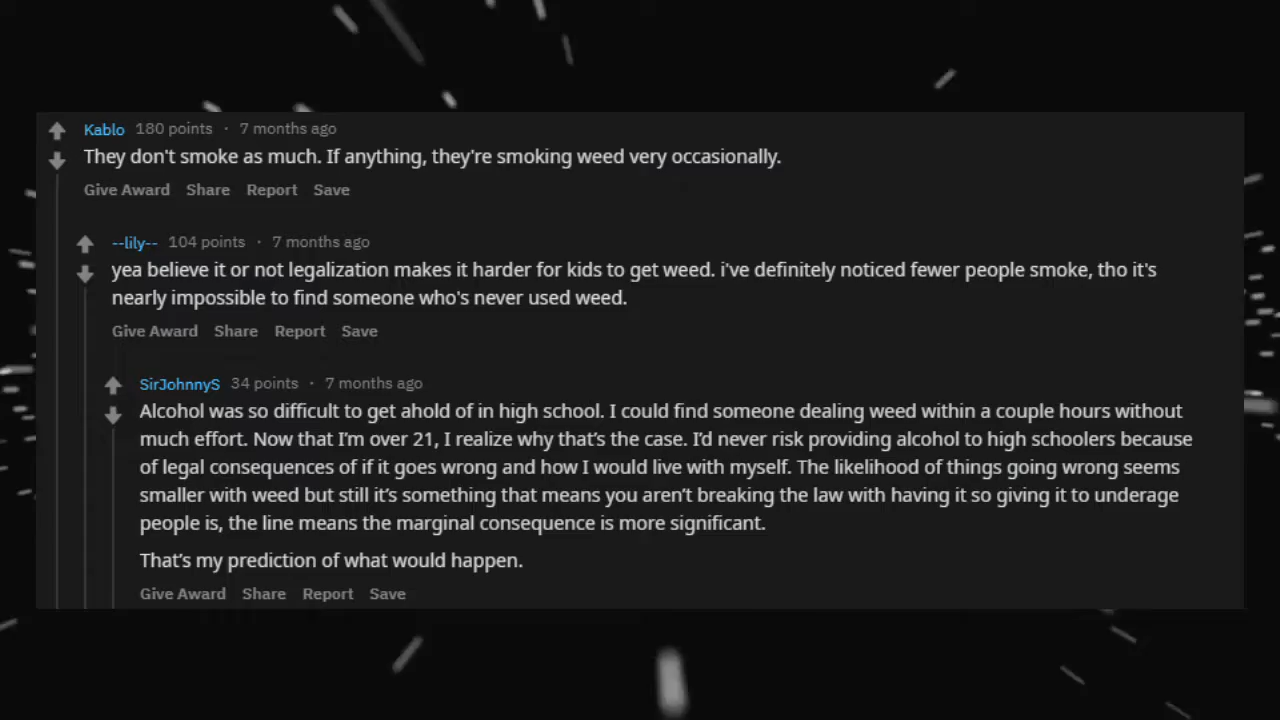 Kablo 180 points · 7 months ago
They don't smoke as much. If anything, they're smoking weed very occasionally.
Give Award Share Report Save
--lily-- 104 points · 7 months ago
yea believe it or not legalization makes it harder for kids to get weed. i've definitely noticed fewer people smoke, tho it's
nearly impossible to find someone who's never used weed.
Give Award Share Report Save
SirJohnnyS 34 points · 7 months ago
Alcohol was so difficult to get ahold of in high school. I could find someone dealing weed within a couple hours without
much effort. Now that I'm over 21, I realize why that's the case. I'd never risk providing alcohol to high schoolers because
of legal consequences of if it goes wrong and how I would live with myself. The likelihood of things going wrong seems
smaller with weed but still it's something that means you aren't breaking the law with having it so giving it to underage
people is, the line means the marginal consequence is more significant.
That's my prediction of what would happen.
Give Award Share Report Save